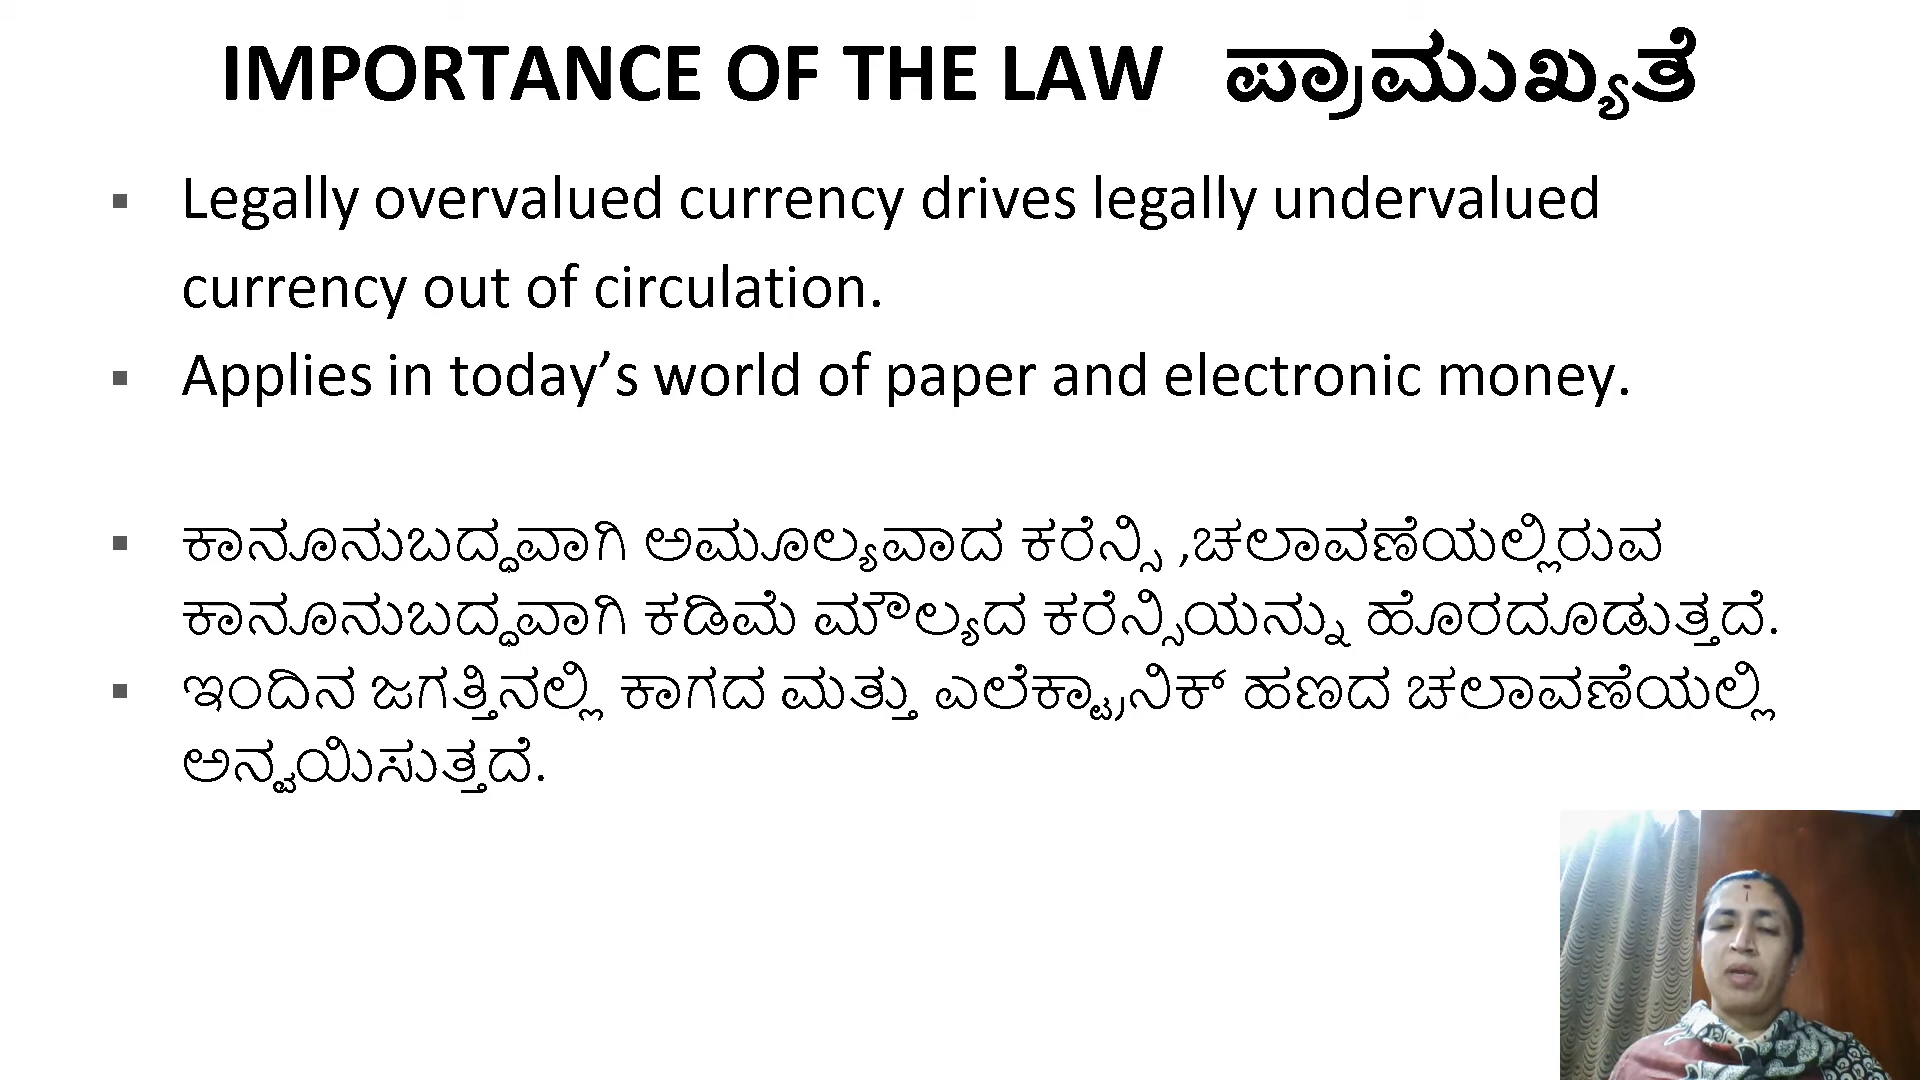 IMPORTANCE OF THE LAW ಪ್ರಾಮುಖ್ಯತೆ
Legally overvalued currency drives legally undervalued
currency out of circulation.
Applies in today’s world of paper and electronic money.
ಕಾನೂನುಬದ್ಧವಾಗಿ ಅಮೂಲ್ಯವಾದ ಕರೆನ್ಸಿ ,ಚಲಾವಣೆಯಲ್ಲಿರುವ
ಕಾನೂನುಬದ್ಧವಾಗಿ ಕಡಿಮೆ ಮೌಲ್ಯದ ಕರೆನ್ಸಿಯನ್ನು ಹೊರದೂಡುತ್ತದೆ.
ಇಂದಿನ ಜಗತ್ತಿನಲ್ಲಿ ಕಾಗದ ಮತ್ತು ಎಲೆಕ್ಟ್ರಾನಿಕ್ ಹಣದ ಚಲಾವಣೆಯಲ್ಲಿ
ಅನ್ವಯಿಸುತ್ತದೆ.